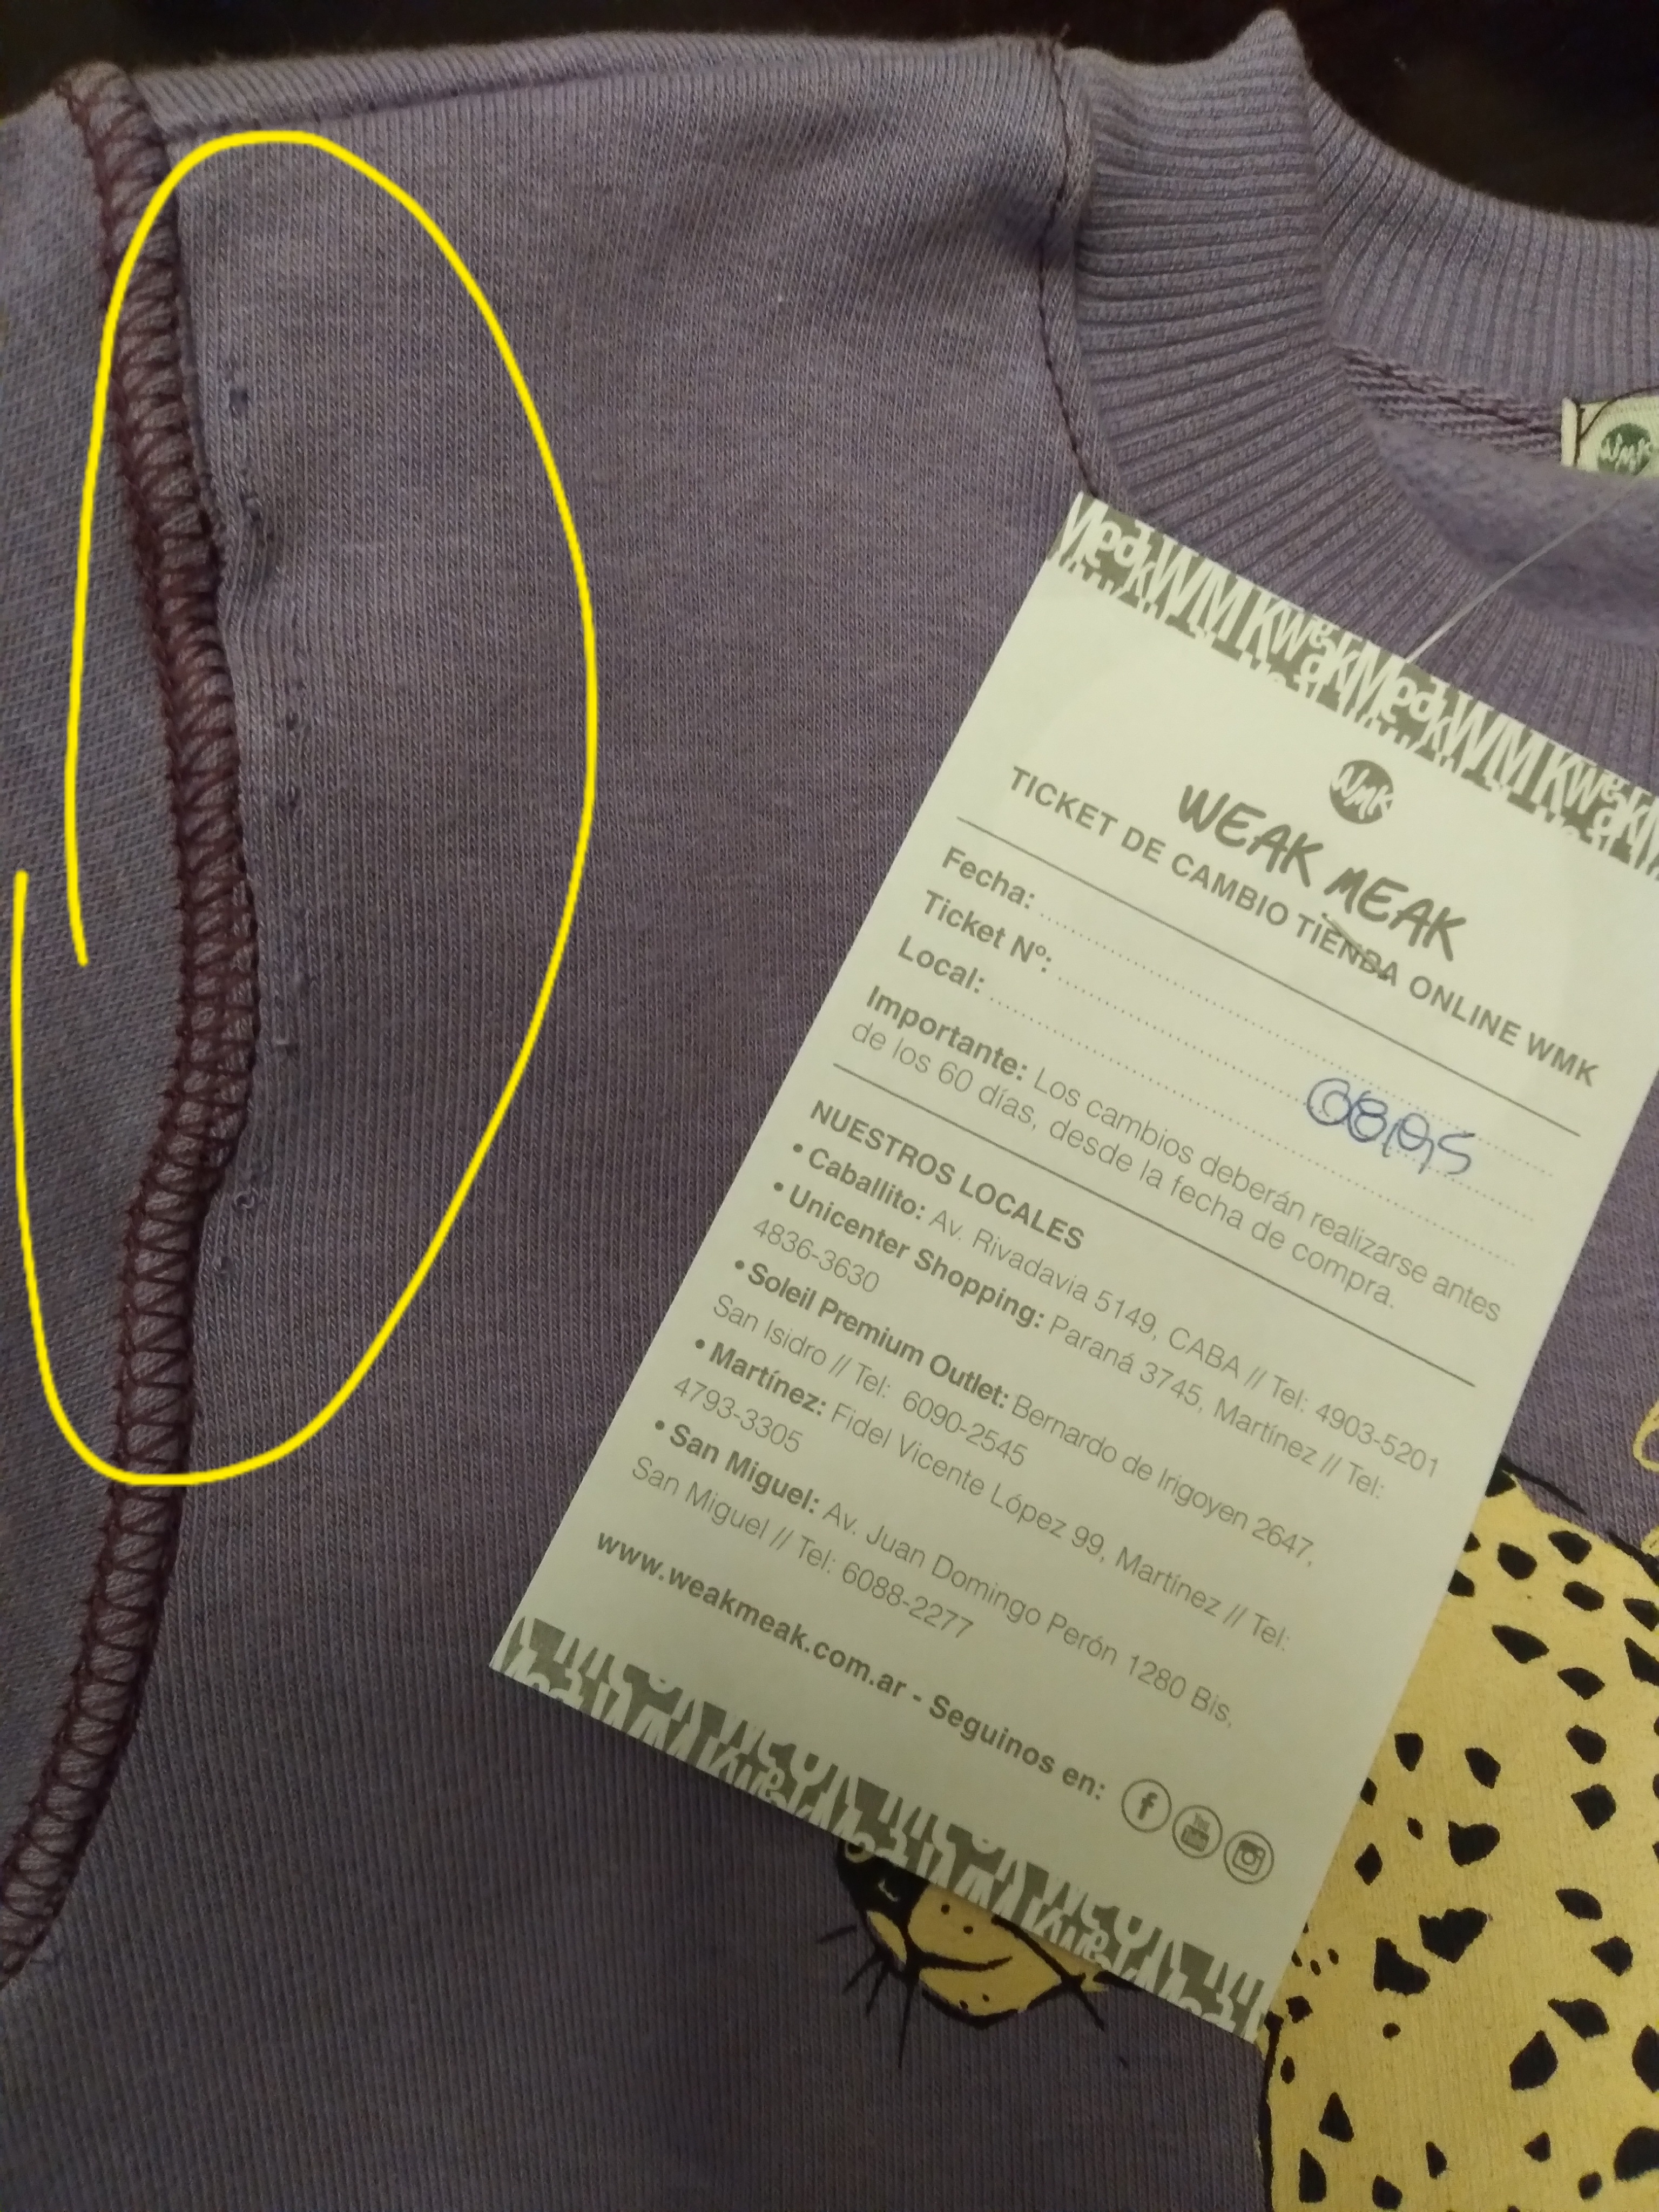 WMK
WMK
WEAK MEAK
TICKET DE CAMBIO TIENDA ONLINE WMK
Fecha:
Ticket Nº:
Local:
Importante: Los cambios deberán realizarse antes
de los 60 días, desde la fecha de compra.
NUESTROS LOCALES
• Caballito: Av. Rivadavia 5149, CABA // Tel: 4903-5201
• Unicenter Shopping: Paraná 3745, Martínez // Tel:
4836-3630
• Soleil Premium Outlet: Bernardo de Irigoyen 2647,
San Isidro // Tel: 6090-2545
• Martínez: Fidel Vicente López 99, Martínez // Tel:
4793-3305
• San Miguel: Av. Juan Domingo Perón 1280 Bis,
San Miguel // Tel: 6088-2277
www.weakmeak.com.ar - Seguinos en: